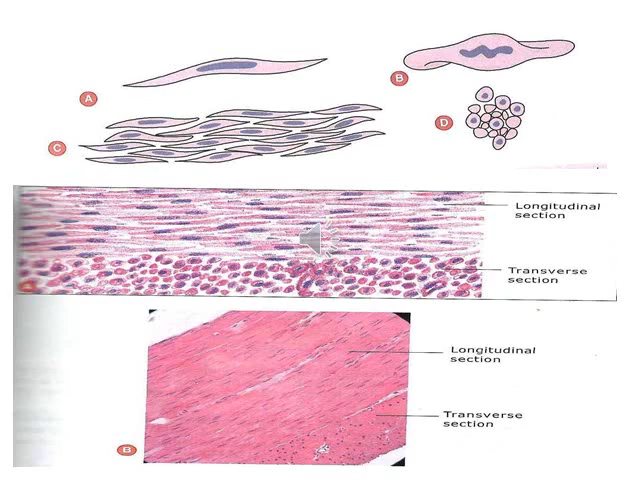 A
B
C
D
Longitudinal
section
Transverse
section
Longitudinal
section
Transverse
section
B